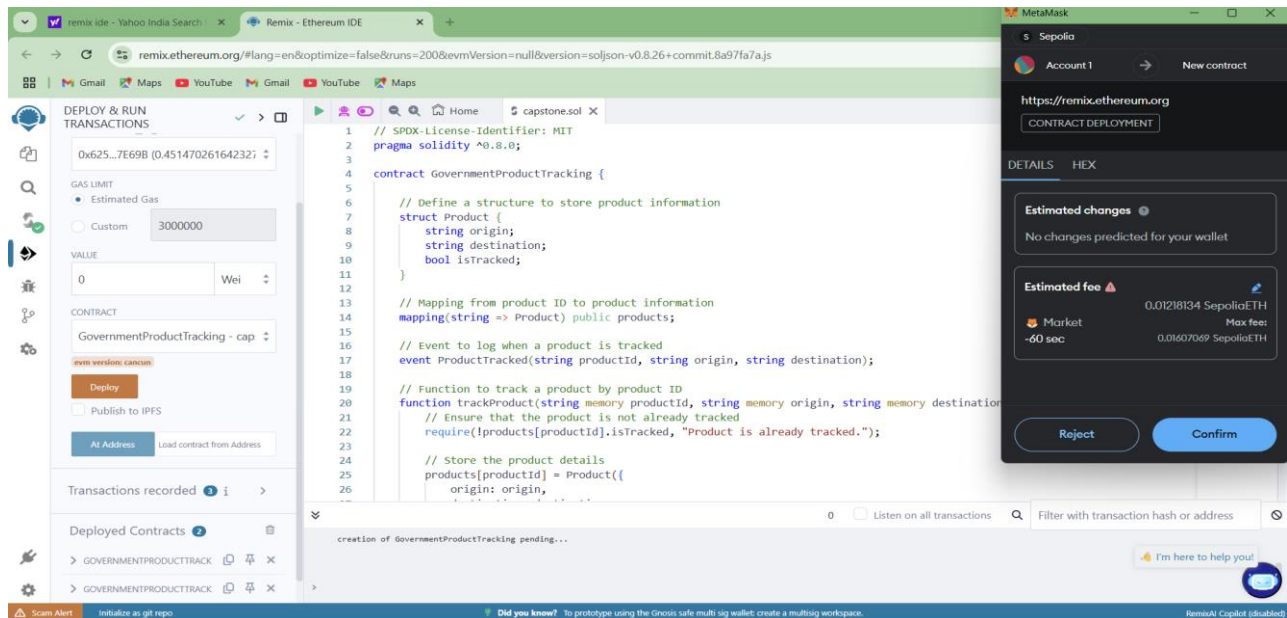 remix ide - Yahoo India Search
Remix - Ethereum IDE
remix.ethereum.org/#lang=en&optimize=false&runs=200&evmVersion=null&version=soljson-v0.8.26+commit.8a97fa7a.js
Gmail Maps YouTube Gmail YouTube Maps
DEPLOY & RUN
TRANSACTIONS
0x625...7E69B (0.451470261642327
GAS LIMIT
Estimated Gas
Custom 3000000
VALUE
0 Wei
CONTRACT
GovernmentProductTracking - cap
evm version: cancun
Deploy
Publish to IPFS
At Address Load contract from Address
Transactions recorded 3 i
Deployed Contracts 2
GOVERNMENTPRODUCTTRACK
GOVERNMENTPRODUCTTRACK
Home capstone.sol
1 // SPDX-License-Identifier: MIT
2 pragma solidity ^0.8.0;
3
4 contract GovernmentProductTracking {
5
6 // Define a structure to store product information
7 struct Product {
8 string origin;
9 string destination;
10 bool isTracked;
11 }
12
13 // Mapping from product ID to product information
14 mapping(string => Product) public products;
15
16 // Event to log when a product is tracked
17 event ProductTracked(string productId, string origin, string destination);
18
19 // Function to track a product by product ID
20 function trackProduct(string memory productId, string memory origin, string memory destination
21 // Ensure that the product is not already tracked
22 require(!products[productId].isTracked, "Product is already tracked.");
23
24 // Store the product details
25 products[productId] = Product({
26 origin: origin,
0 Listen on all transactions Filter with transaction hash or address
creation of GovernmentProductTracking pending...
>
MetaMask
S Sepolia
Account 1 New contract
https://remix.ethereum.org
CONTRACT DEPLOYMENT
DETAILS HEX
Estimated changes
No changes predicted for your wallet
Estimated fee
0.01218134 SepoliaETH
Market Max fee:
~60 sec 0.01607069 SepoliaETH
Reject Confirm
I'm here to help you!
Scam Alert Initialize as git repo Did you know? To prototype using the Gnosis safe multi sig wallet: create a multisig workspace. RemixAI Copilot (disabled)